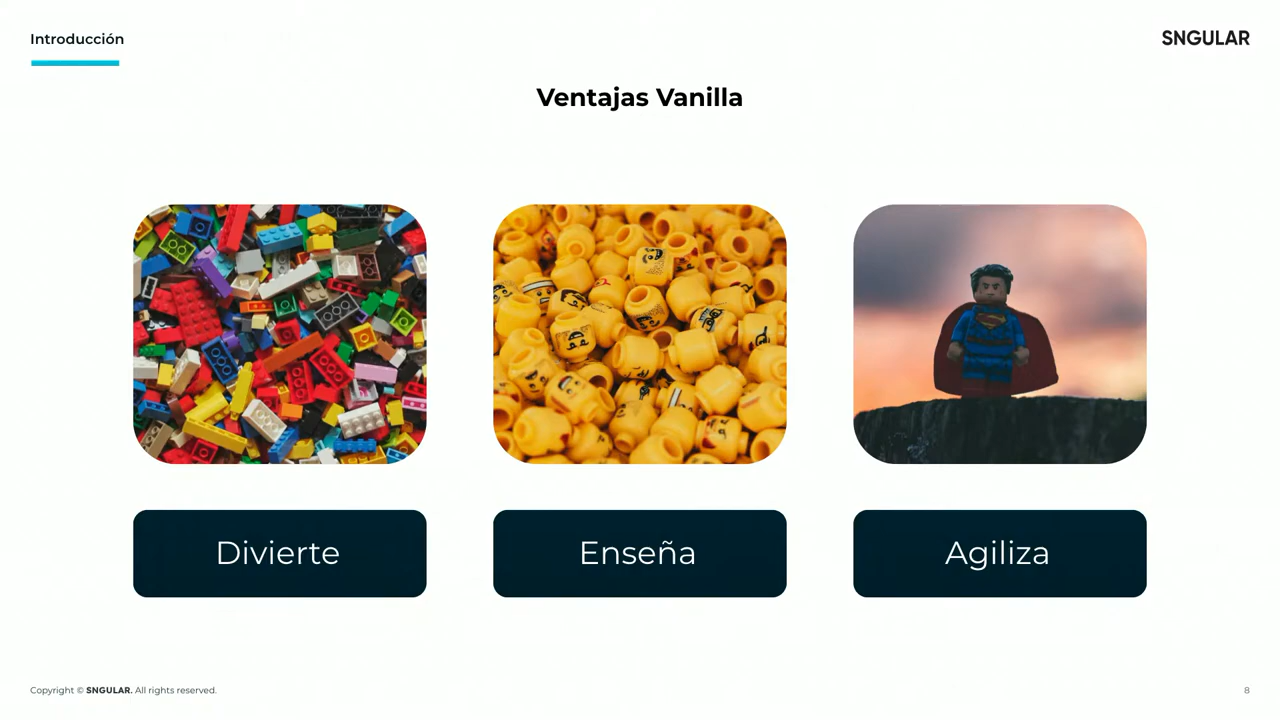 Introducción
SNGULAR
Ventajas Vanilla
Divierte
Enseña
Agiliza
Copyright © SNGULAR. All rights reserved.
8